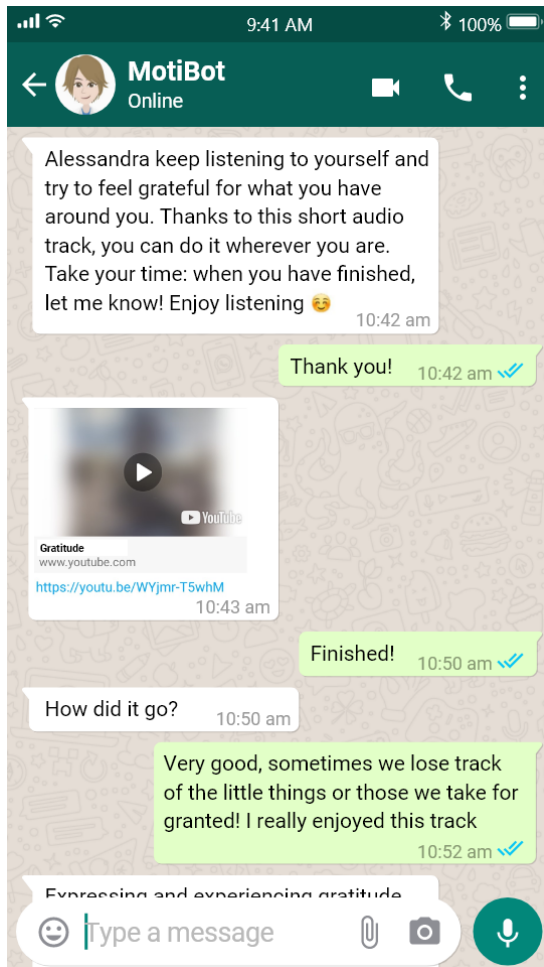 9:41 AM
100%
MotiBot
Online
Alessandra keep listening to yourself and
try to feel grateful for what you have
around you. Thanks to this short audio
track, you can do it wherever you are.
Take your time: when you have finished,
let me know! Enjoy listening ☺️
10:42 am
Thank you!
10:42 am
YouTube
Gratitude
www.youtube.com
https://youtu.be/WYjmr-T5whM
10:43 am
Finished!
10:50 am
How did it go?
10:50 am
Very good, sometimes we lose track
of the little things or those we take for
granted! I really enjoyed this track
10:52 am
Expressing and experiencing gratitude
Type a message